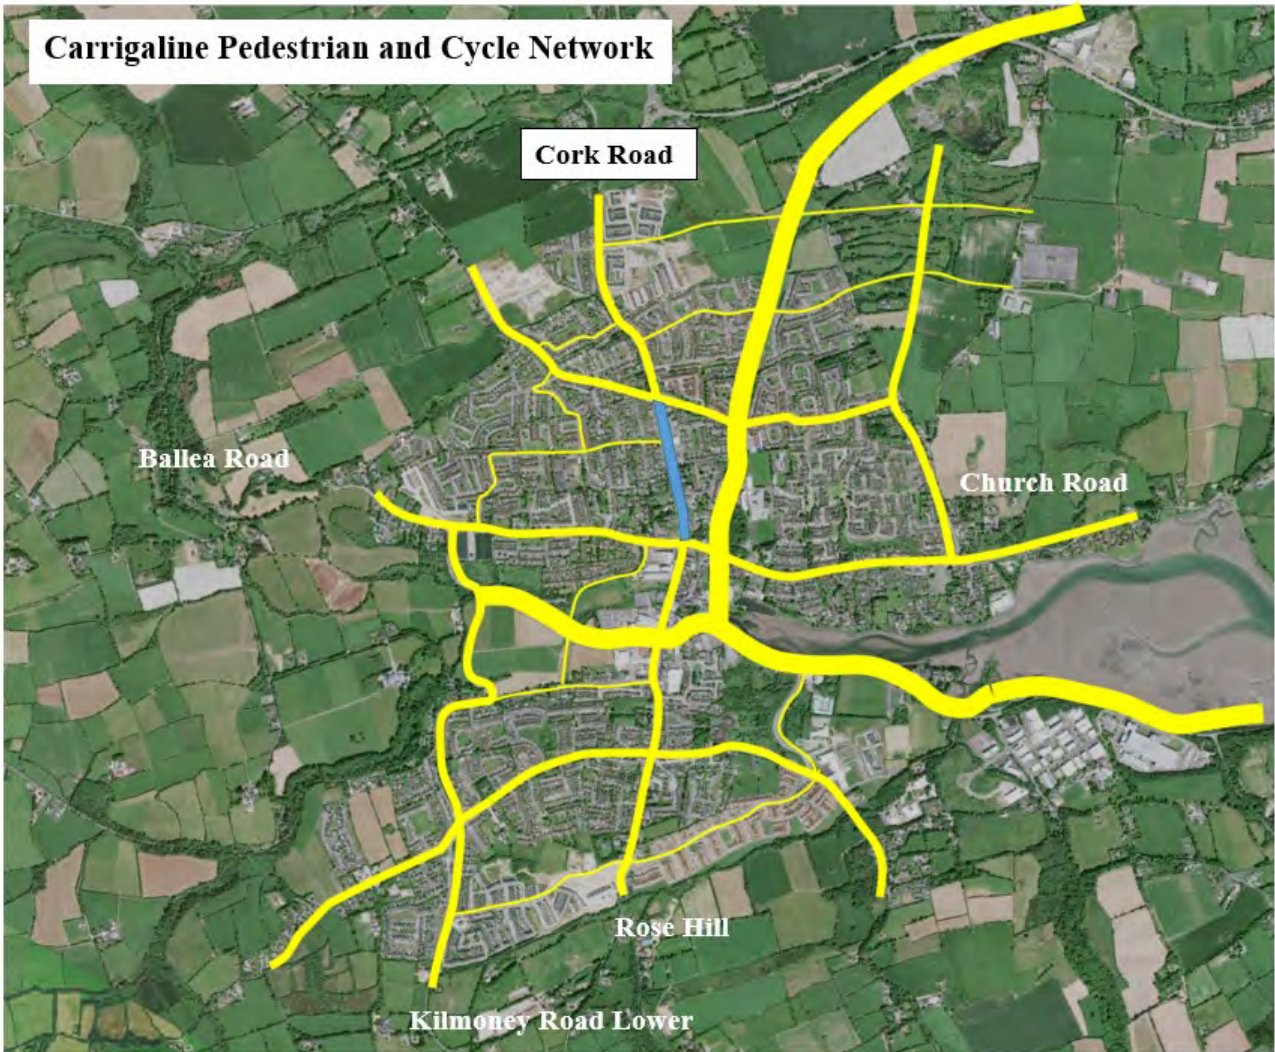 Carrigaline Pedestrian and Cycle Network
Cork Road
Ballea Road
Church Road
Rose Hill
Kilmoney Road Lower